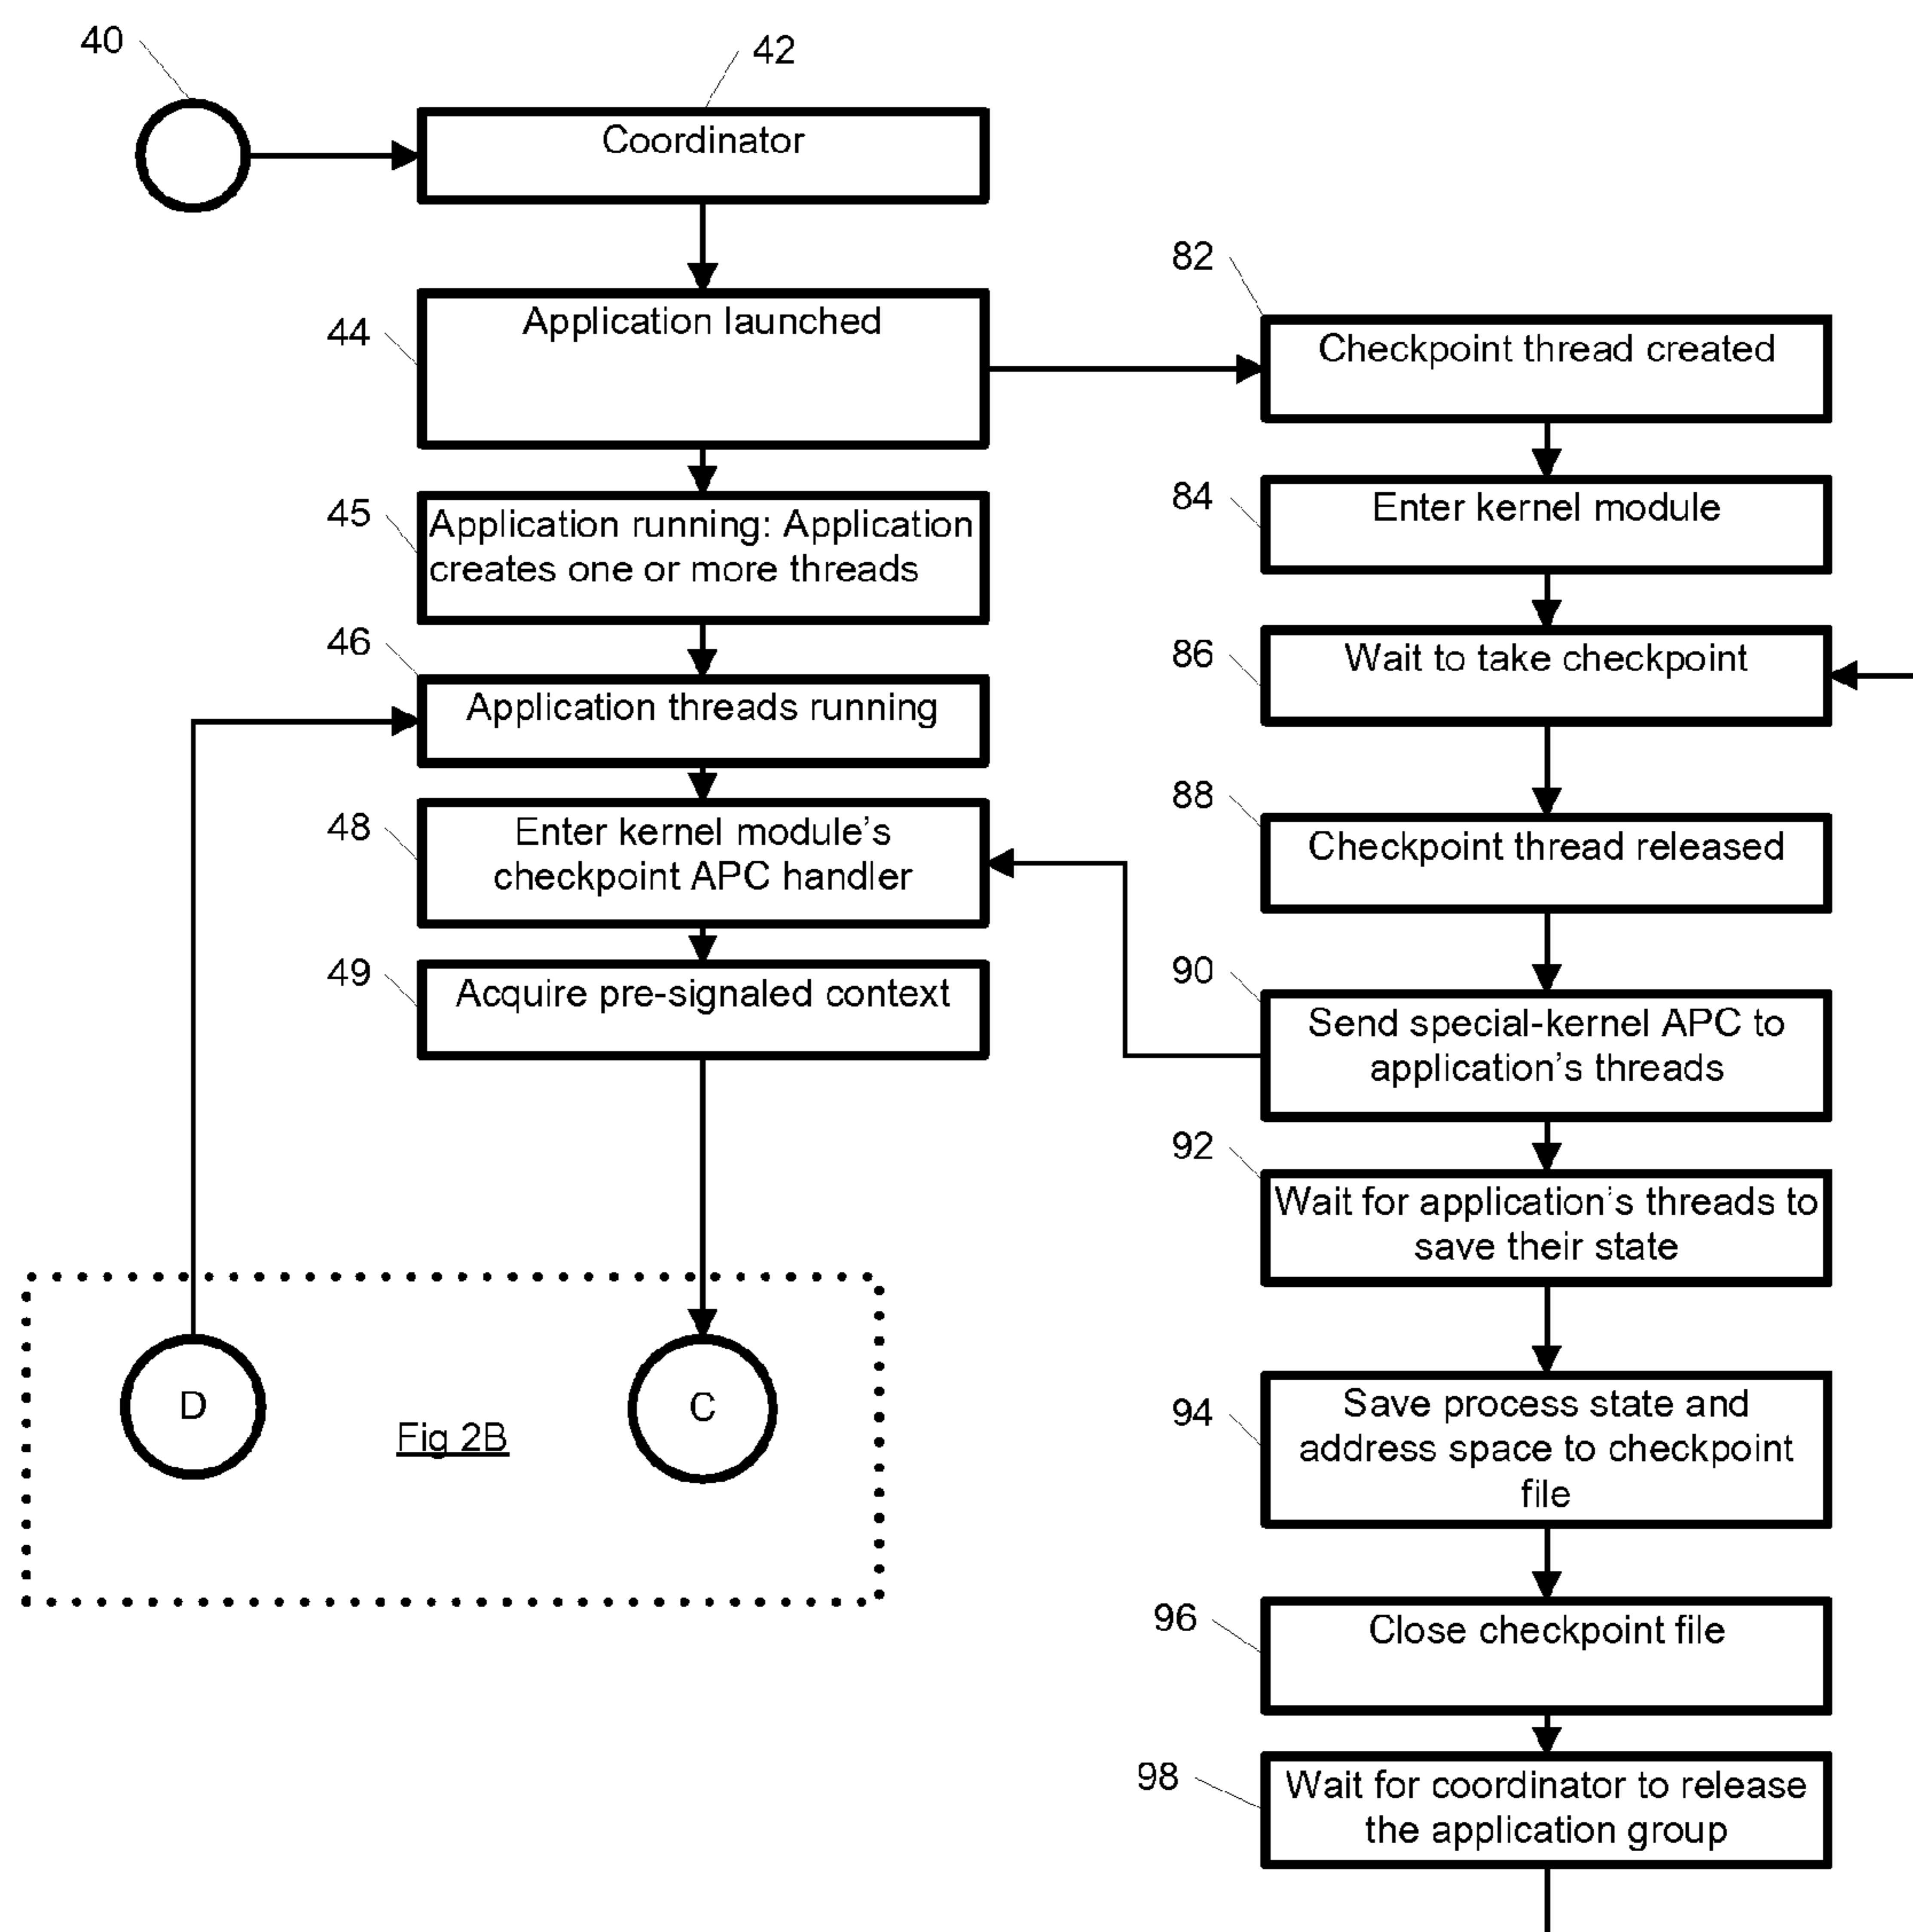 40
42
Coordinator
44
Application launched
45
Application running: Application
creates one or more threads
46
Application threads running
48
Enter kernel module’s
checkpoint APC handler
49
Acquire pre-signaled context
D
Fig 2B
C
82
Checkpoint thread created
84
Enter kernel module
86
Wait to take checkpoint
88
Checkpoint thread released
90
Send special-kernel APC to
application’s threads
92
Wait for application’s threads to
save their state
94
Save process state and
address space to checkpoint
file
96
Close checkpoint file
98
Wait for coordinator to release
the application group